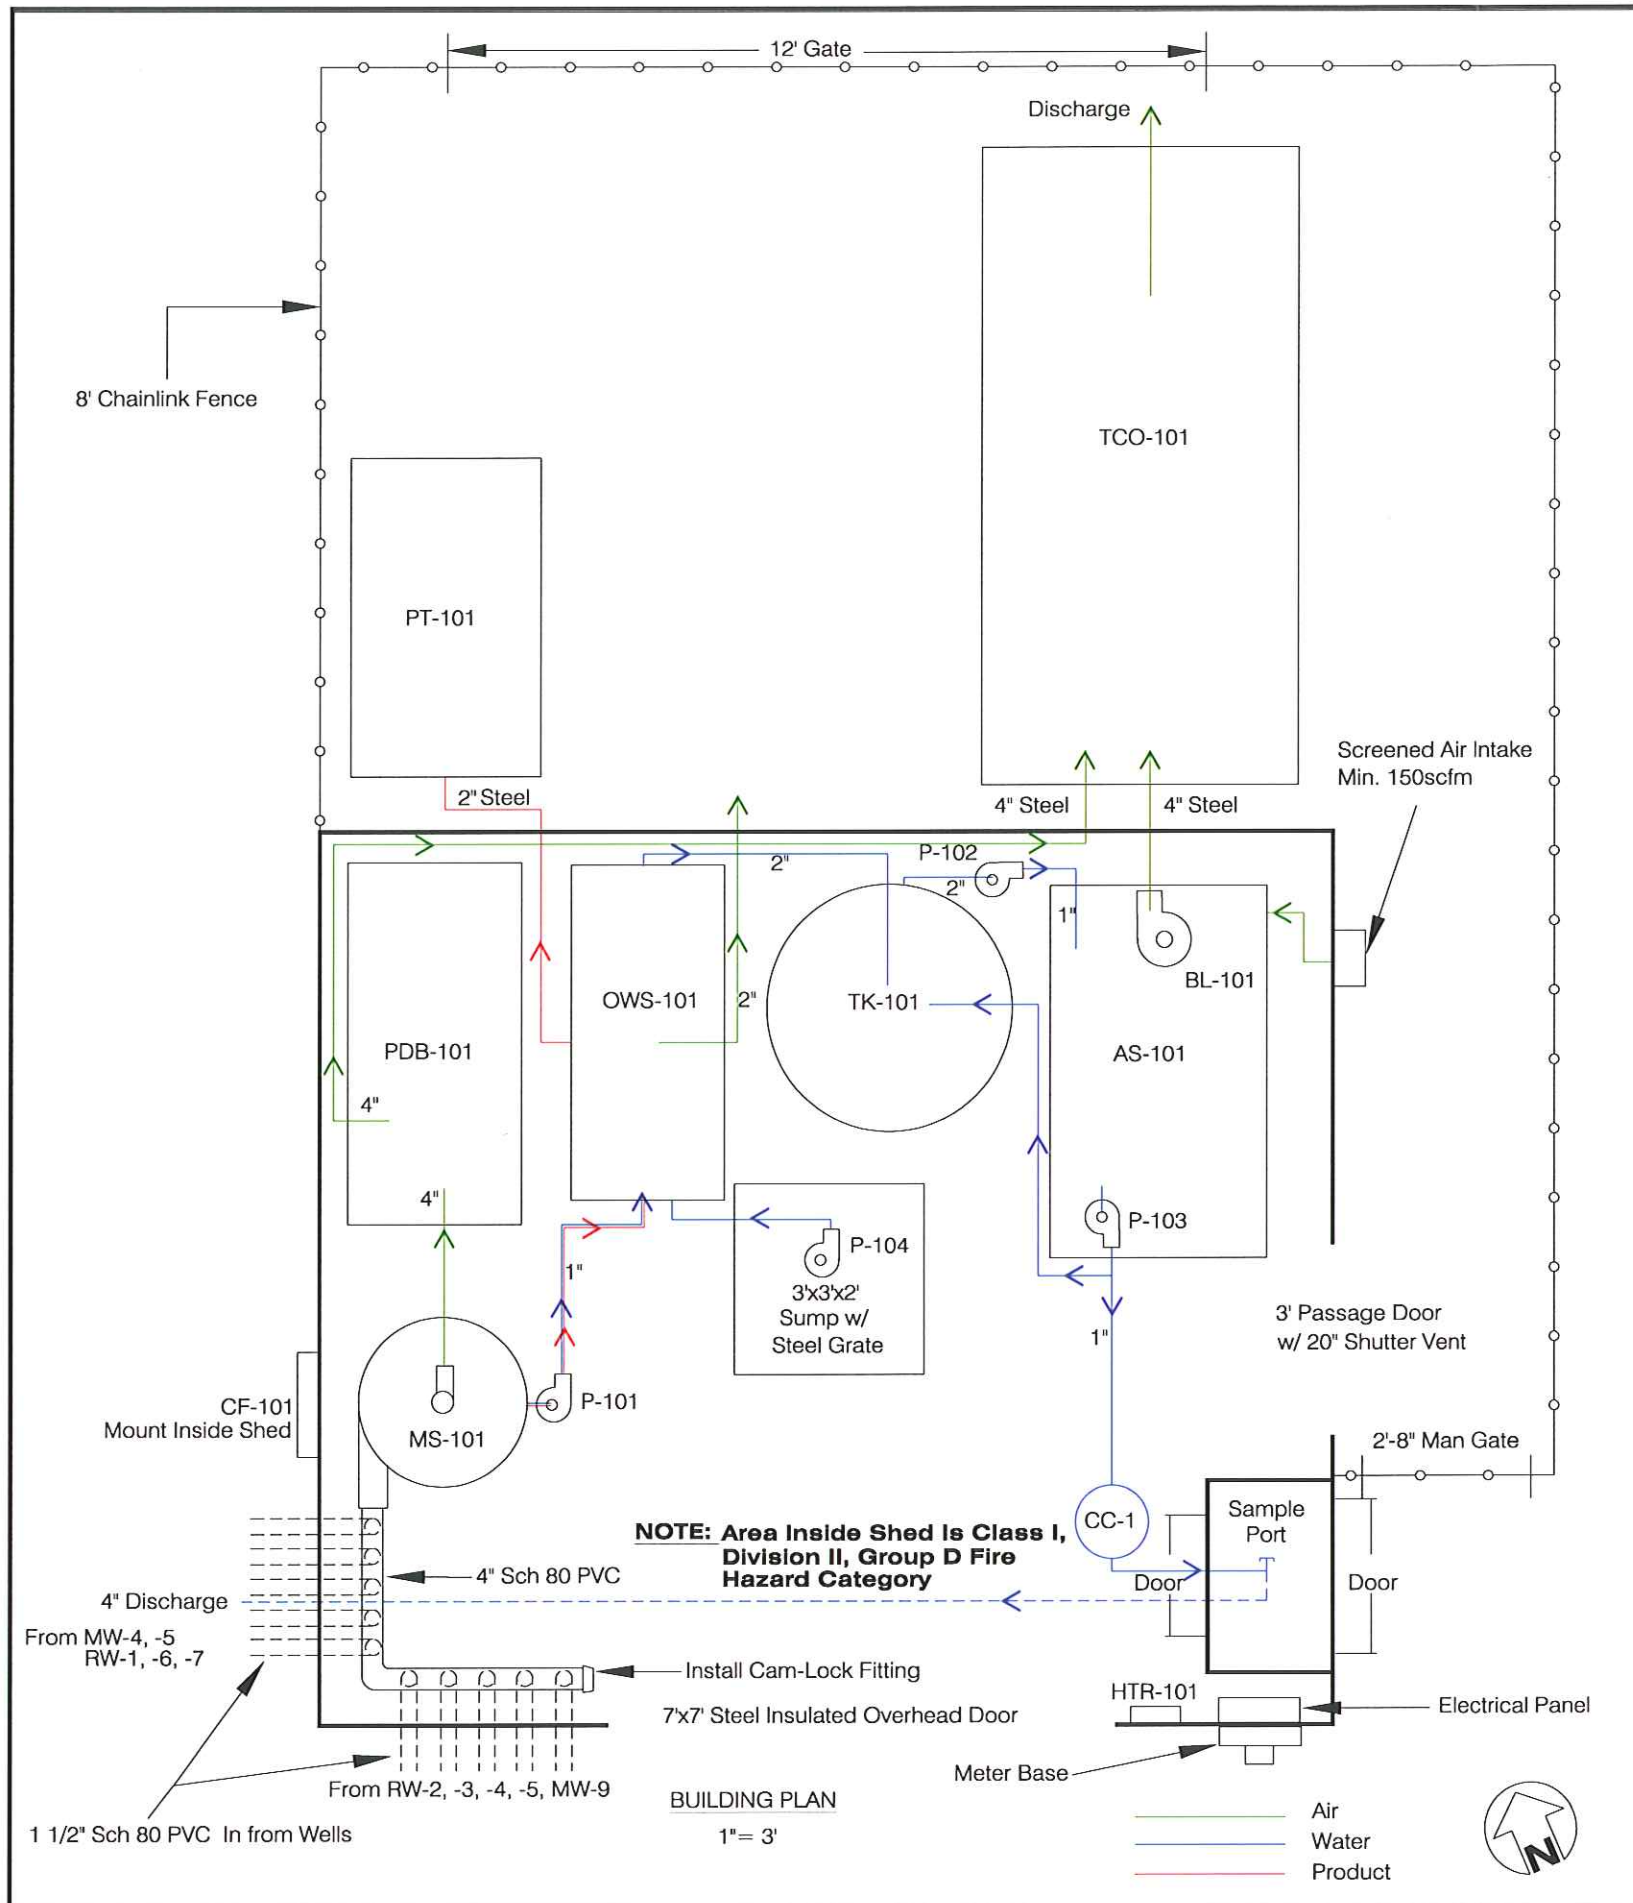 12' Gate
Discharge
8' Chainlink Fence
TCO-101
PT-101
Screened Air Intake
Min. 150scfm
2" Steel
4" Steel
4" Steel
P-102
2"
2"
1"
BL-101
OWS-101
2"
TK-101
PDB-101
AS-101
4"
4"
P-103
P-104
1"
3'x3'x2'
Sump w/
Steel Grate
3' Passage Door
w/ 20" Shutter Vent
1"
CF-101
Mount Inside Shed
P-101
MS-101
2'-8" Man Gate
Sample
Port
CC-1
NOTE: Area Inside Shed Is Class I,
Division II, Group D Fire
Hazard Category
4" Sch 80 PVC
Door
Door
4" Discharge
From MW-4, -5
RW-1, -6, -7
Install Cam-Lock Fitting
7'x7' Steel Insulated Overhead Door
HTR-101
Electrical Panel
Meter Base
From RW-2, -3, -4, -5, MW-9
BUILDING PLAN
1"= 3'
1 1/2" Sch 80 PVC In from Wells
Air
Water
Product
N